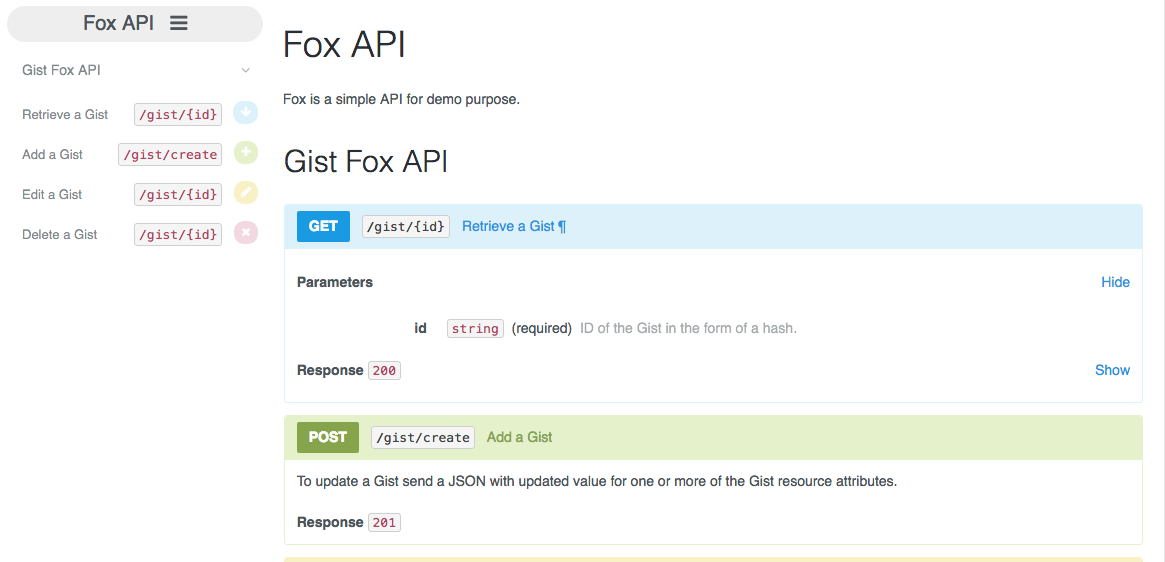 Fox API
Gist Fox API
Retrieve a Gist /gist/{id}
Add a Gist /gist/create
Edit a Gist /gist/{id}
Delete a Gist /gist/{id}
Fox API
Fox is a simple API for demo purpose.
Gist Fox API
GET /gist/{id} Retrieve a Gist ¶
Parameters Hide
id string (required) ID of the Gist in the form of a hash.
Response 200 Show
POST /gist/create Add a Gist
To update a Gist send a JSON with updated value for one or more of the Gist resource attributes.
Response 201